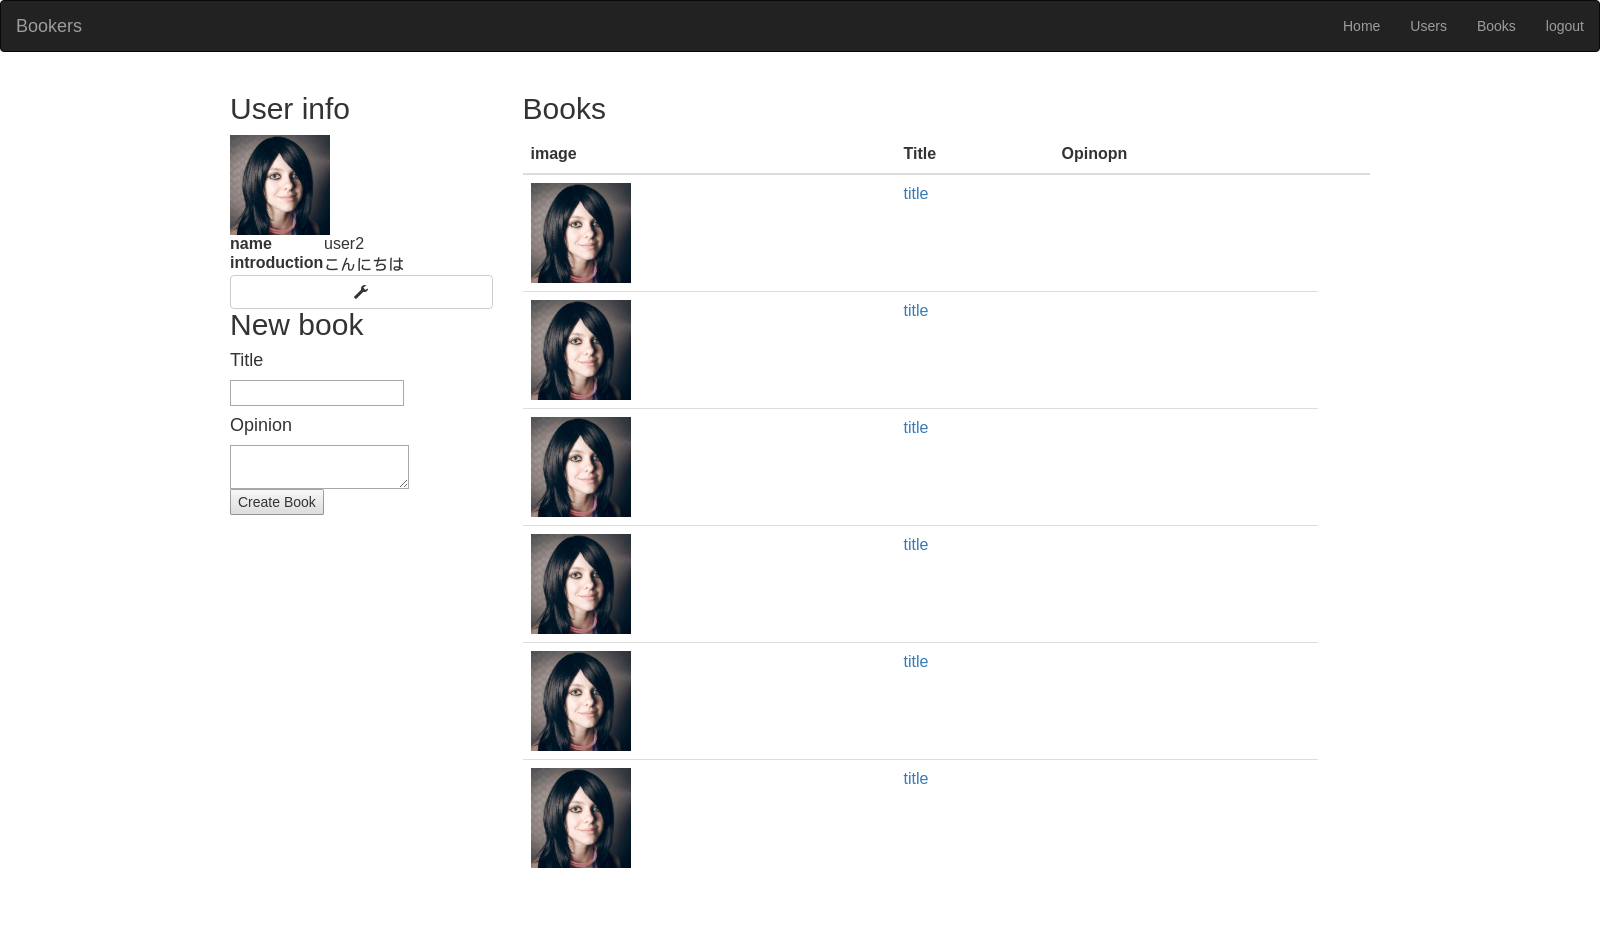 Bookers Home Users Books logout
User info
name user2
introduction こんにちは
New book
Title
Opinion
Create Book
Books
image Title Opinopn
title
title
title
title
title
title